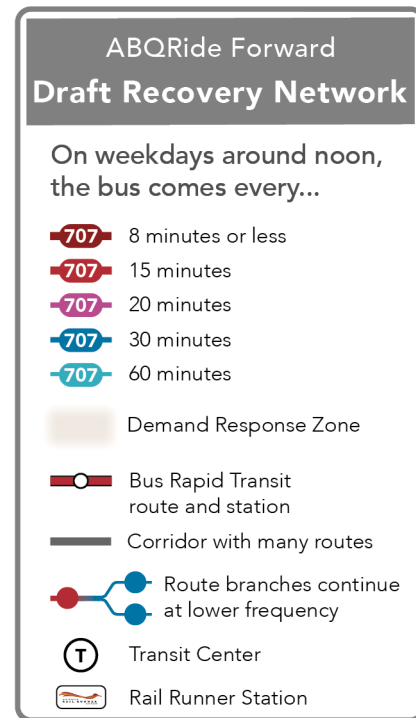 ABQRide Forward
Draft Recovery Network
On weekdays around noon,
the bus comes every...
707 8 minutes or less
707 15 minutes
707 20 minutes
707 30 minutes
707 60 minutes
Demand Response Zone
Bus Rapid Transit
route and station
Corridor with many routes
Route branches continue
at lower frequency
T Transit Center
RAIL RUNNER Rail Runner Station